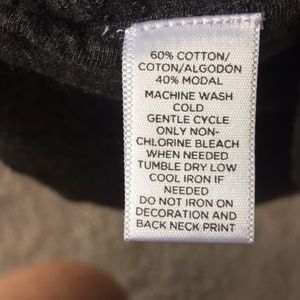 60% COTTON/
COTON/ALGODÓN
40% MODAL
MACHINE WASH
COLD
GENTLE CYCLE
ONLY NON-
CHLORINE BLEACH
WHEN NEEDED
TUMBLE DRY LOW
COOL IRON IF
NEEDED
DO NOT IRON ON
DECORATION AND
BACK NECK PRINT